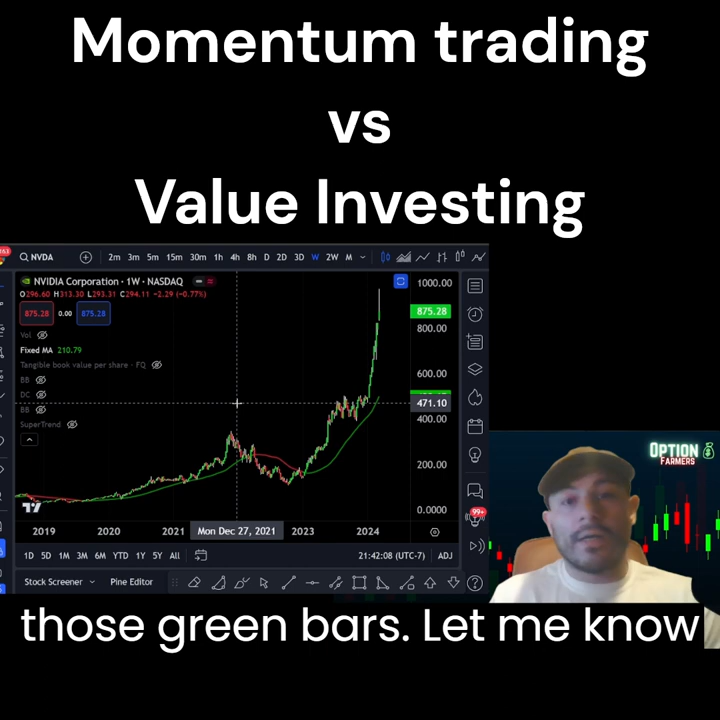 Momentum trading
vs
Value Investing
NVDA 2m 3m 5m 15m 30m 1h 4h 8h D 2D 3D W 2W M
NVIDIA Corporation · 1W · NASDAQ
O296.60 H313.30 L293.31 C294.11 −2.29 (−0.77%)
875.28 0.00 875.28
Vol
Fixed MA 210.79
Tangible book value per share · FQ
BB
DC
BB
SuperTrend
1000.00
875.28
800.00
600.00
471.10
400.00
200.00
0.0000
2019 2020 2021 Mon Dec 27, 2021 2023 2024
1D 5D 1M 3M 6M YTD 1Y 5Y All 21:42:08 (UTC-7) ADJ
Stock Screener Pine Editor
99+
OPTION
FARMERS
those green bars. Let me know